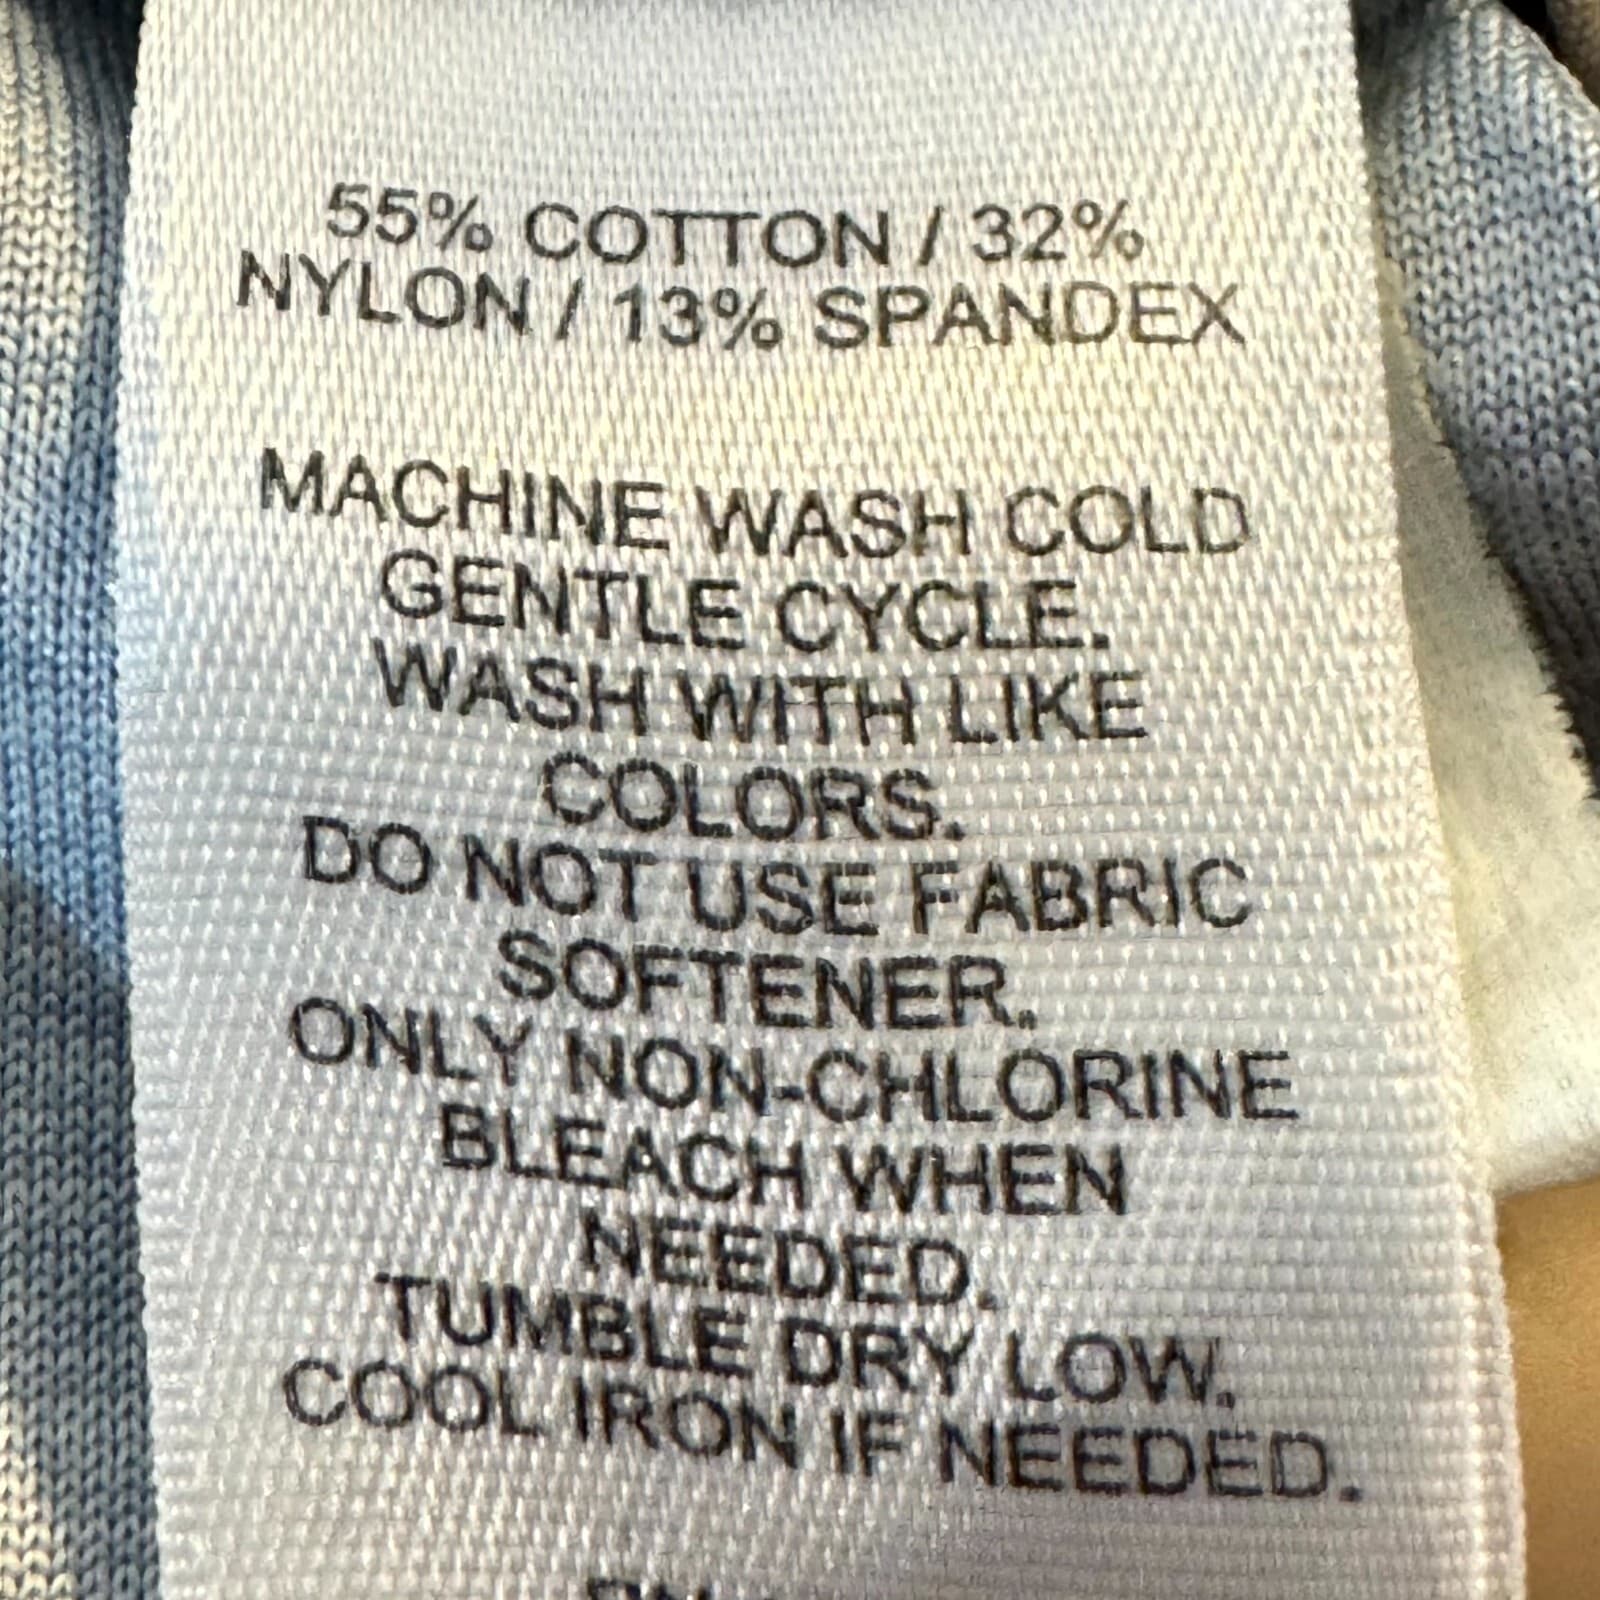 55% COTTON / 32%
NYLON / 13% SPANDEX
MACHINE WASH COLD
GENTLE CYCLE.
WASH WITH LIKE
COLORS.
DO NOT USE FABRIC
SOFTENER.
ONLY NON-CHLORINE
BLEACH WHEN
NEEDED.
TUMBLE DRY LOW.
COOL IRON IF NEEDED.